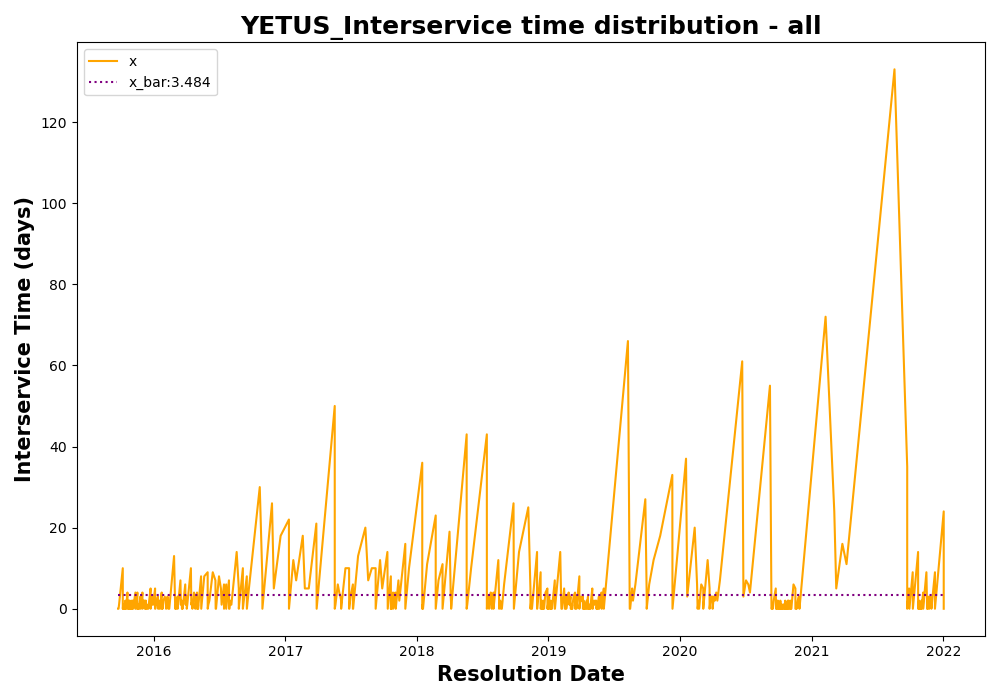 YETUS_Interservice time distribution - all
x
x_bar:3.484
Interservice Time (days)
120
100
80
60
40
20
0
2016 2017 2018 2019 2020 2021 2022
Resolution Date